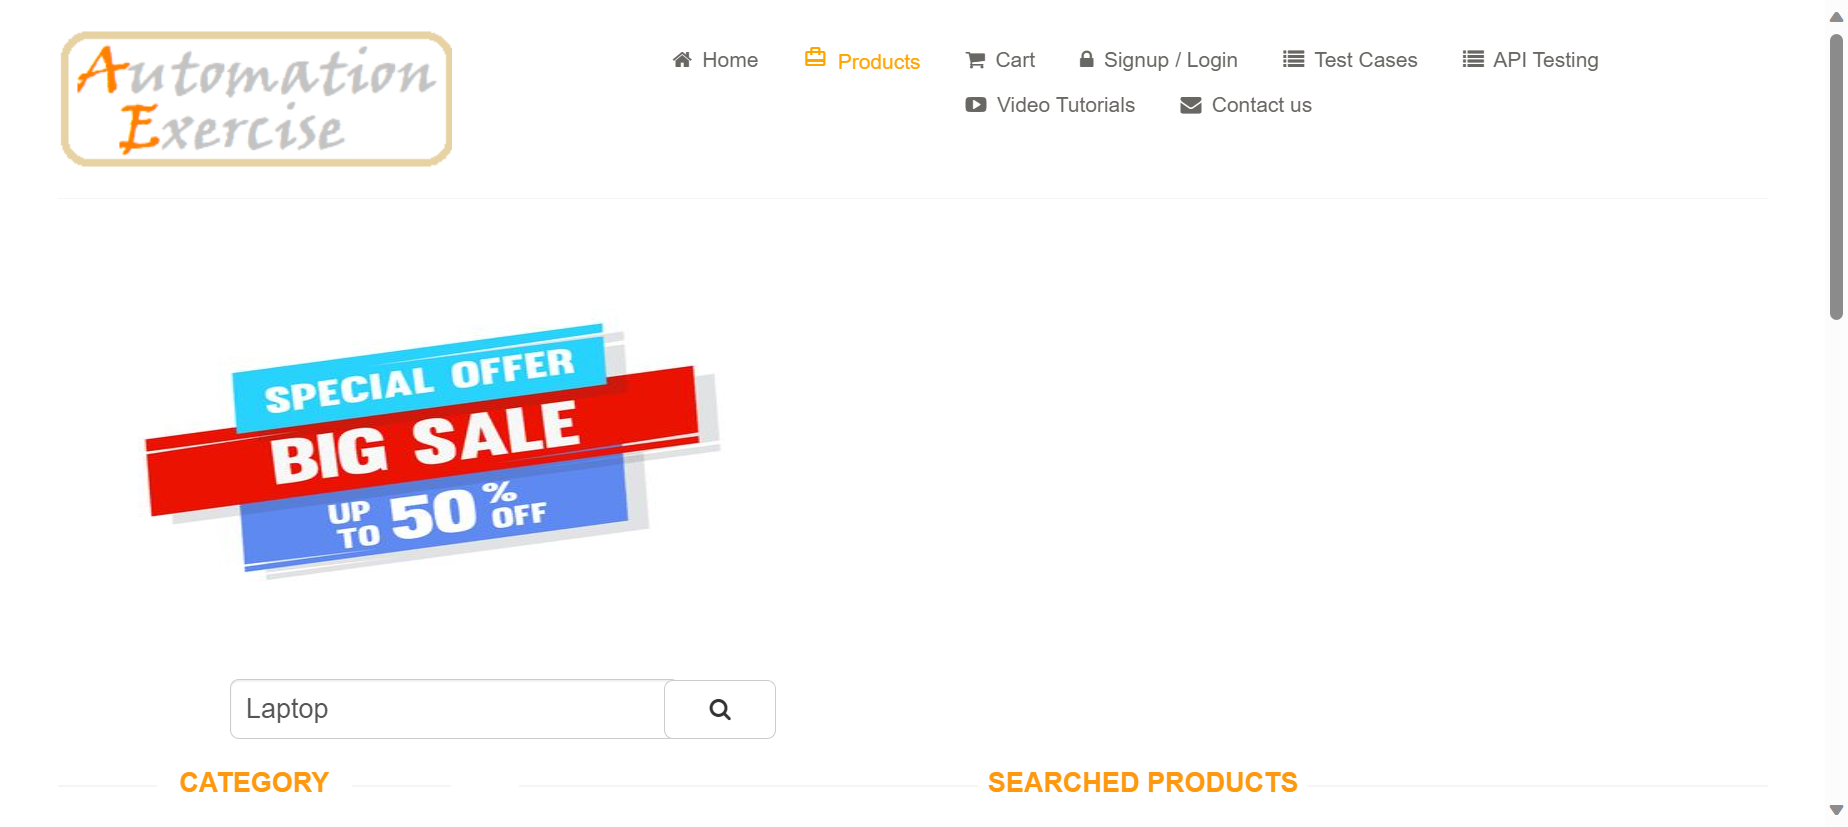 Automation
Exercise
Home
Products
Cart
Signup / Login
Test Cases
API Testing
Video Tutorials
Contact us
SPECIAL OFFER
BIG SALE
UP TO 50% OFF
Laptop
CATEGORY
SEARCHED PRODUCTS